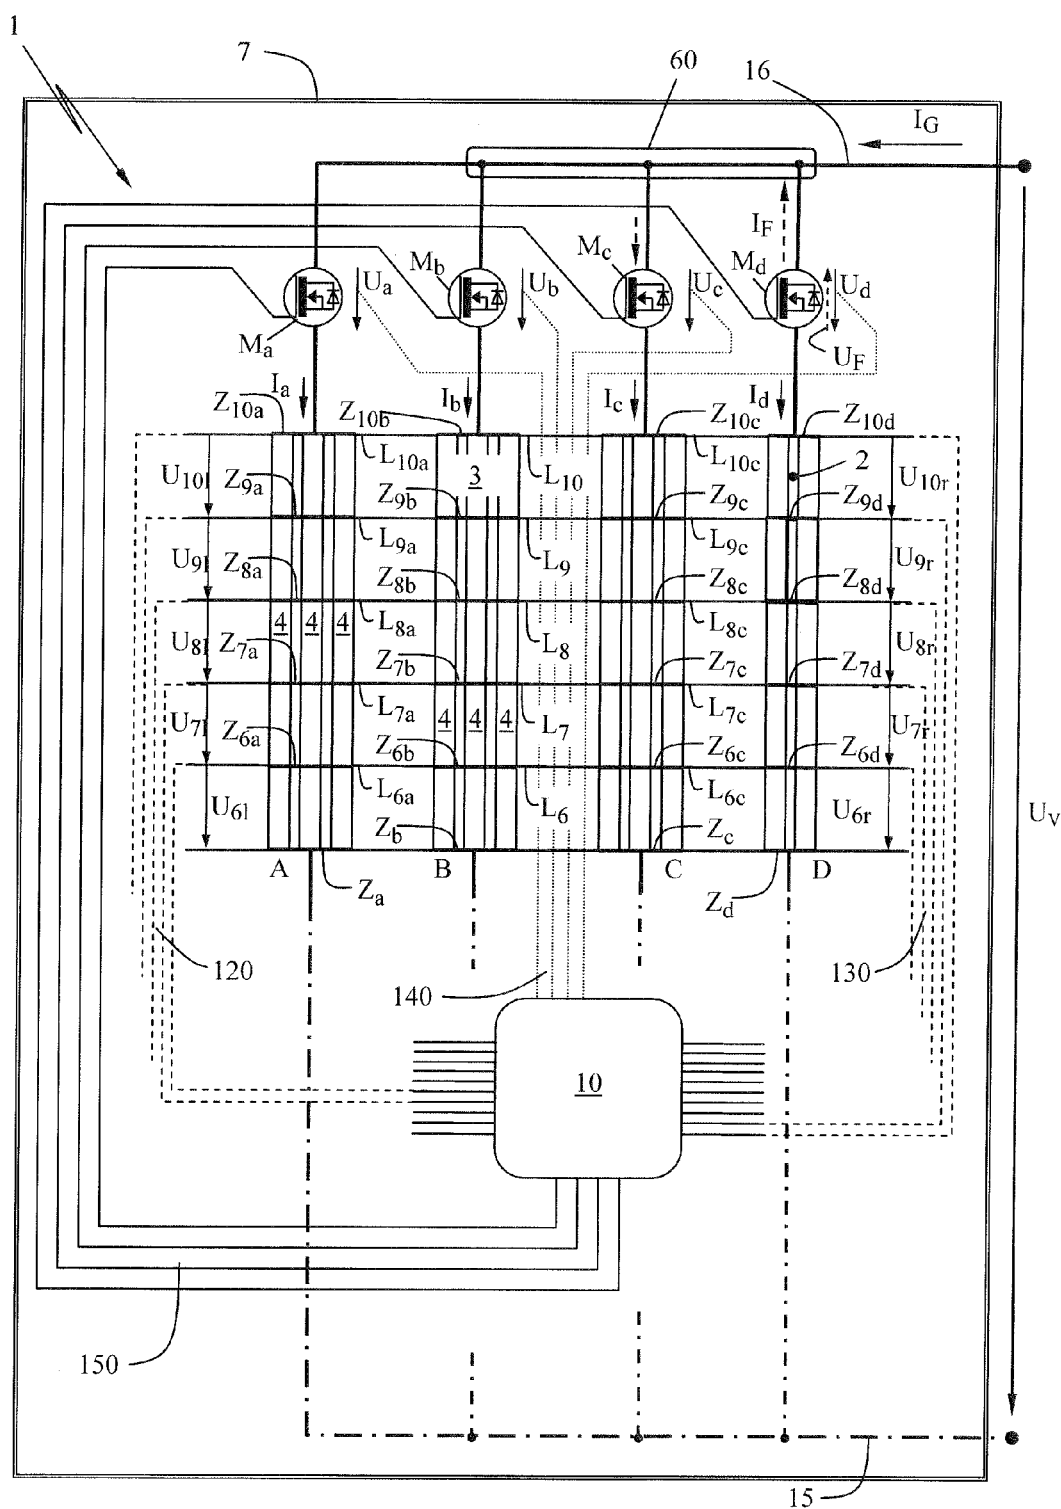 1
7
60
16
I_G
I_F
M_c
M_b
M_d
U_a
U_b
U_c
U_d
M_a
U_F
I_a
I_b
I_c
I_d
Z_10a
Z_10b
Z_10c
Z_10d
U_10l
L_10a
3
L_10
L_10c
2
U_10r
Z_9a
Z_9b
Z_9c
Z_9d
U_9l
L_9a
L_9
L_9c
U_9r
Z_8a
Z_8b
Z_8c
Z_8d
U_8l
4 4 4
L_8a
L_8
L_8c
U_8r
Z_7a
Z_7b
Z_7c
Z_7d
U_7l
L_7a
4 4 4
L_7
L_7c
U_7r
Z_6a
Z_6b
Z_6c
Z_6d
U_6l
L_6a
L_6
L_6c
U_6r
U_V
Z_b
Z_c
A
B
C
D
Z_a
Z_d
120
140
130
10
150
15